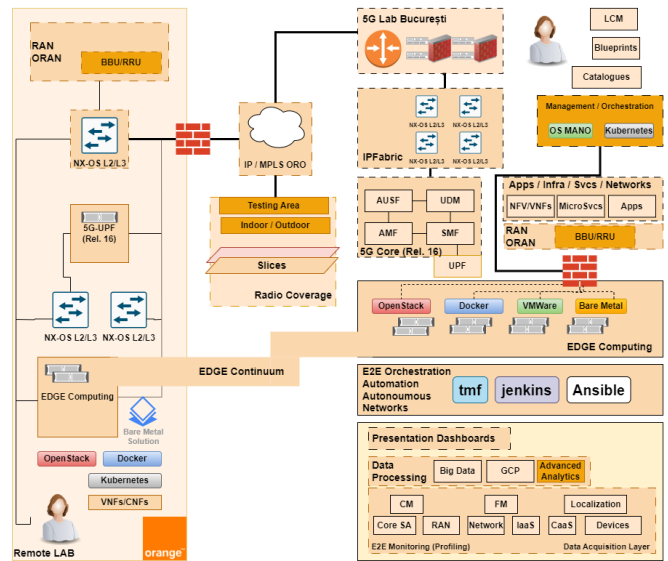 RAN
ORAN
BBU/RRU
NX-OS L2/L3
5G-UPF
(Rel. 16)
NX-OS L2/L3
NX-OS L2/L3
EDGE Computing
Bare Metal
Solution
OpenStack
Docker
Kubernetes
VNFs/CNFs
Remote LAB
orange™
IP / MPLS ORO
Testing Area
Indoor / Outdoor
Slices
Radio Coverage
EDGE Continuum
5G Lab București
NX-OS L2/L3
NX-OS L2/L3
NX-OS L2/L3
NX-OS L2/L3
IPFabric
AUSF
UDM
AMF
SMF
5G Core (Rel. 16)
UPF
LCM
Blueprints
Catalogues
Management / Orchestration
OS MANO
Kubernetes
Apps / Infra / Svcs / Networks
NFV/VNFs
MicroSvcs
Apps
RAN
ORAN
BBU/RRU
OpenStack
Docker
VMWare
Bare Metal
EDGE Computing
E2E Orchestration
Automation
Autonoumous
Networks
tmf
jenkins
Ansible
Presentation Dashboards
Data
Processing
Big Data
GCP
Advanced
Analytics
CM
FM
Localization
Core SA
RAN
Network
IaaS
CaaS
Devices
E2E Monitoring (Profiling)
Data Acquisition Layer